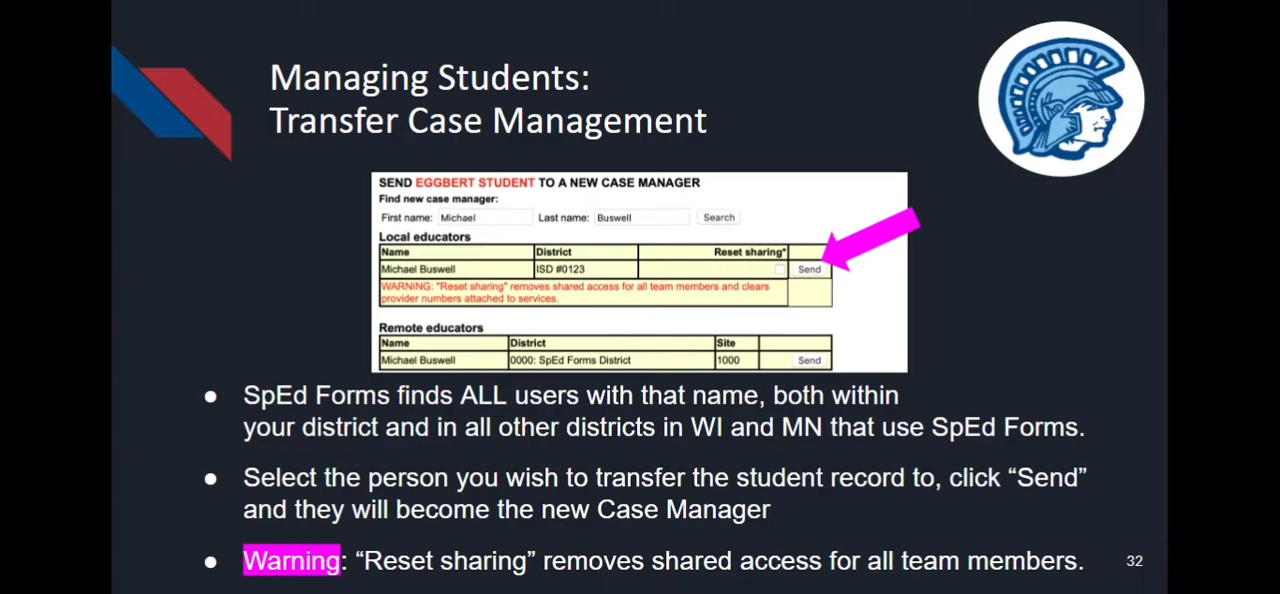 Managing Students:
Transfer Case Management
SEND EGGBERT STUDENT TO A NEW CASE MANAGER
Find new case manager:
First name: Michael Last name: Buswell Search
Local educators
Name District Reset sharing*
Michael Buswell ISD #0123 Send
WARNING: "Reset sharing" removes shared access for all team members and clears
provider numbers attached to services.
Remote educators
Name District Site
Michael Buswell 0000: SpEd Forms District 1000 Send
● SpEd Forms finds ALL users with that name, both within
your district and in all other districts in WI and MN that use SpEd Forms.
● Select the person you wish to transfer the student record to, click “Send”
and they will become the new Case Manager
● Warning: “Reset sharing” removes shared access for all team members.
32